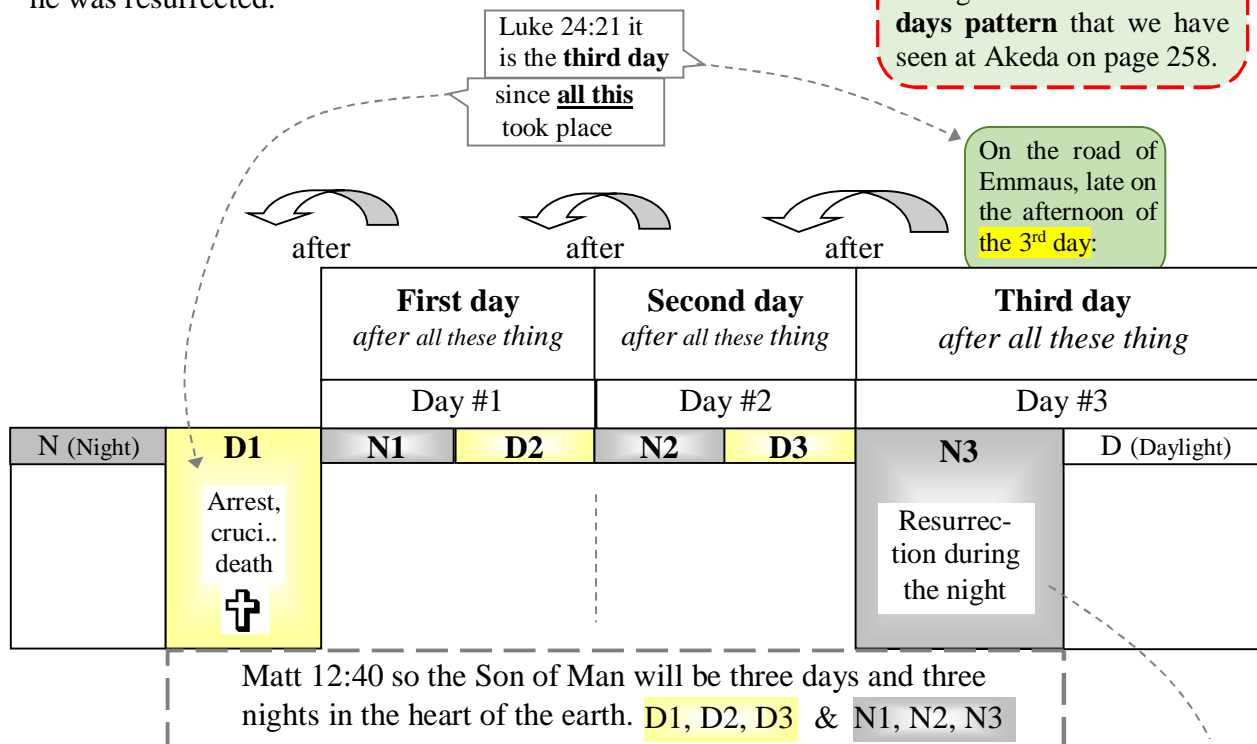 he was resurrected.
days pattern that we have
seen at Akeda on page 258.
Luke 24:21 it
is the third day
since all this
took place
On the road of
Emmaus, late on
the afternoon of
the 3rd day:
after
after
after
First day
after all these thing
Second day
after all these thing
Third day
after all these thing
Day #1
Day #2
Day #3
N (Night)
D1
N1
D2
N2
D3
N3
D (Daylight)
Arrest,
cruci..
death
Resurrec-
tion during
the night
Matt 12:40 so the Son of Man will be three days and three
nights in the heart of the earth. D1, D2, D3 & N1, N2, N3